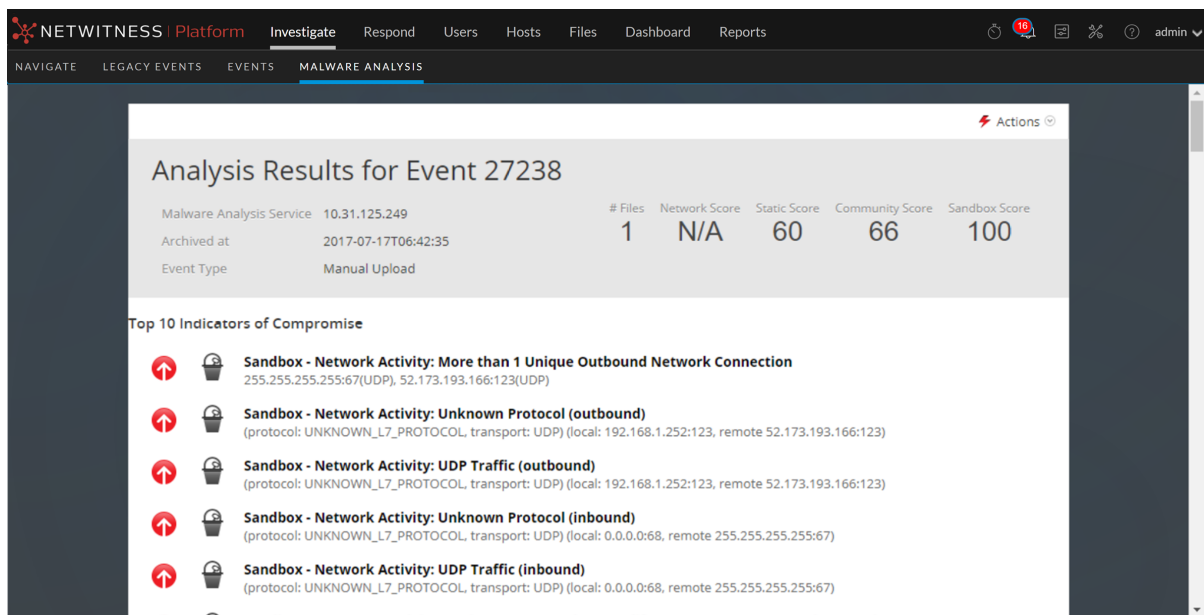 NETWITNESS | Platform Investigate Respond Users Hosts Files Dashboard Reports 16 admin
NAVIGATE LEGACY EVENTS EVENTS MALWARE ANALYSIS
Actions
Analysis Results for Event 27238
# Files Network Score Static Score Community Score Sandbox Score
1 N/A 60 66 100
Malware Analysis Service 10.31.125.249
Archived at 2017-07-17T06:42:35
Event Type Manual Upload
Top 10 Indicators of Compromise
Sandbox - Network Activity: More than 1 Unique Outbound Network Connection
255.255.255.255:67(UDP), 52.173.193.166:123(UDP)
Sandbox - Network Activity: Unknown Protocol (outbound)
(protocol: UNKNOWN_L7_PROTOCOL, transport: UDP) (local: 192.168.1.252:123, remote 52.173.193.166:123)
Sandbox - Network Activity: UDP Traffic (outbound)
(protocol: UNKNOWN_L7_PROTOCOL, transport: UDP) (local: 192.168.1.252:123, remote 52.173.193.166:123)
Sandbox - Network Activity: Unknown Protocol (inbound)
(protocol: UNKNOWN_L7_PROTOCOL, transport: UDP) (local: 0.0.0.0:68, remote 255.255.255.255:67)
Sandbox - Network Activity: UDP Traffic (inbound)
(protocol: UNKNOWN_L7_PROTOCOL, transport: UDP) (local: 0.0.0.0:68, remote 255.255.255.255:67)